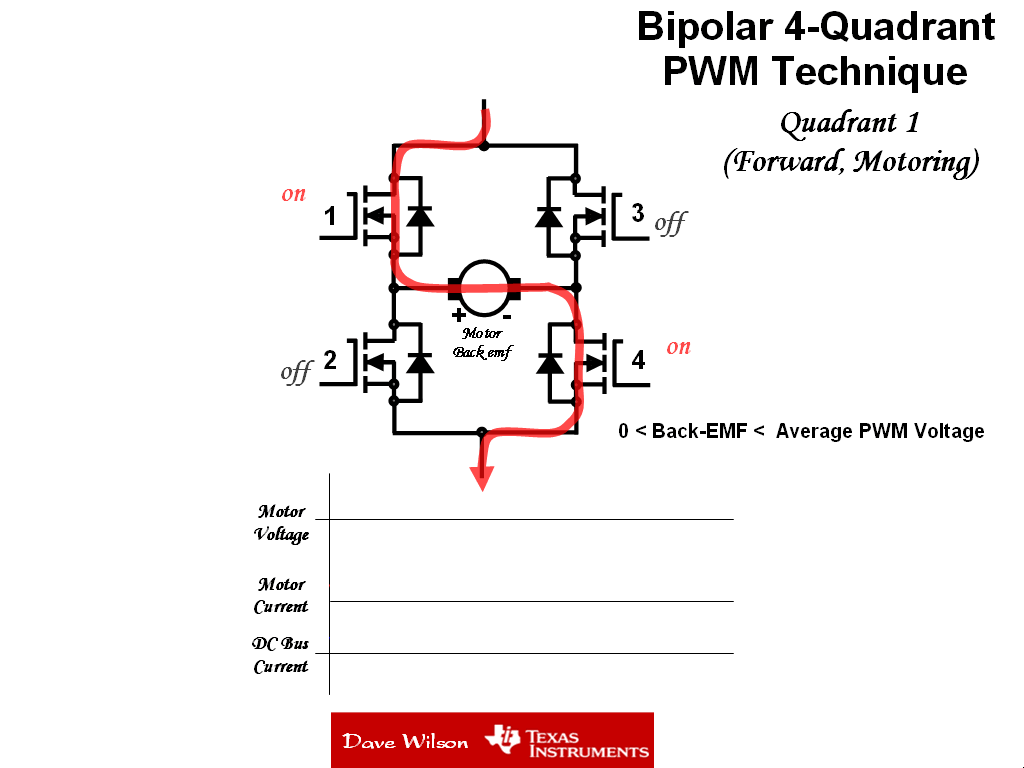 Bipolar 4-Quadrant
PWM Technique
Quadrant 1
(Forward, Motoring)
on
1
3
off
+ -
Motor
Back emf
off
2
4
on
0 < Back-EMF < Average PWM Voltage
Motor
Voltage
Motor
Current
DC Bus
Current
Dave Wilson
TEXAS
INSTRUMENTS